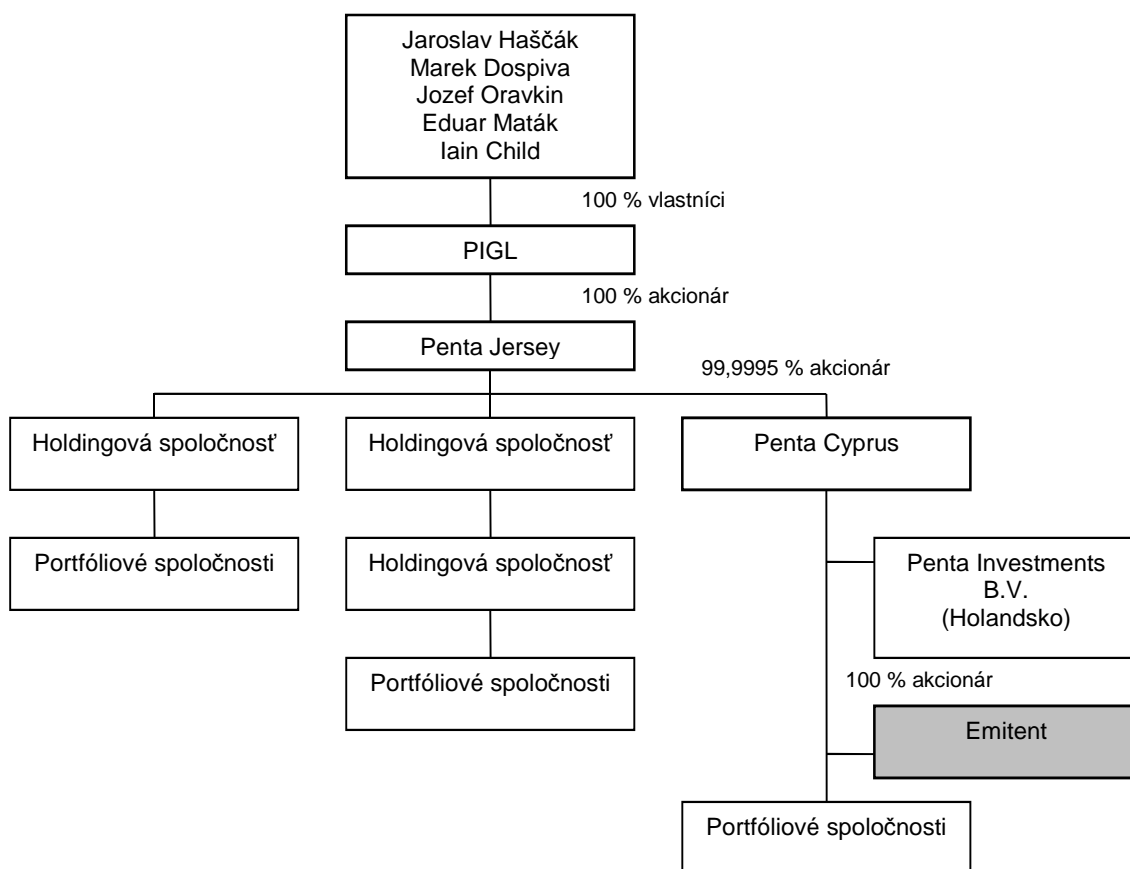 Jaroslav Haščák
Marek Dospiva
Jozef Oravkin
Eduar Maták
Iain Child
100 % vlastníci
PIGL
100 % akcionár
Penta Jersey
99,9995 % akcionár
Holdingová spoločnosť
Holdingová spoločnosť
Penta Cyprus
Portfóliové spoločnosti
Holdingová spoločnosť
Penta Investments
B.V.
(Holandsko)
Portfóliové spoločnosti
100 % akcionár
Emitent
Portfóliové spoločnosti